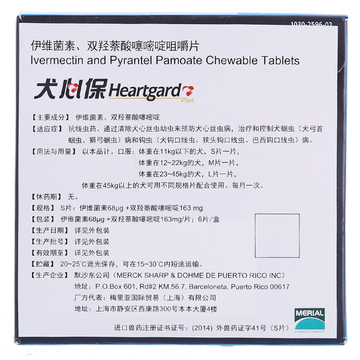 1030-2596-02
伊维菌素、双羟萘酸噻嘧啶咀嚼片
Ivermectin and Pyrantel Pamoate Chewable Tablets
犬心保 Heartgard Plus
【主要成分】 伊维菌素，双羟萘酸噻嘧啶
【适应症】 抗线虫药。通过清除犬心丝虫幼虫来预防犬心丝虫病，治疗和控制犬蛔虫（犬弓首
蛔虫、狮弓蛔虫）病和钩虫（犬钩口线虫、狭头钩口线虫、巴西钩口线虫）病。
【用法与用量】 以本品计。口服：体重在11kg以下的犬，S片一片，
体重在12~22kg的犬，M片一片，
体重在23~45kg的犬，L片一片，
体重在45kg以上的犬可用不同规格片配合使用。每月一次。
【休药期】 无。
【规格】 S片：伊维菌素68μg +双羟萘酸噻嘧啶163 mg
【包装】 伊维菌素68μg +双羟萘酸噻嘧啶163mg/片；6片/盒
【生产日期】 详见外包装
【生产批号】 详见外包装
【有效期】 详见外包装
【贮藏】 20~25℃遮光保存，可在15~30℃内短途运输。
【生产企业】 默沙东公司（MERCK SHARP & DOHME DE PUERTO RICO INC）
地址：P.O.Box 601, Rd#2 KM.56.7, Barceloneta, Puerto Rico 00617
厂方代表：梅里亚国际贸易（上海）有限公司
地址：上海市静安区西康路300号本本大厦4楼
MERIAL
进口兽药注册证书证号：（2014）外兽药证字41号（S片）